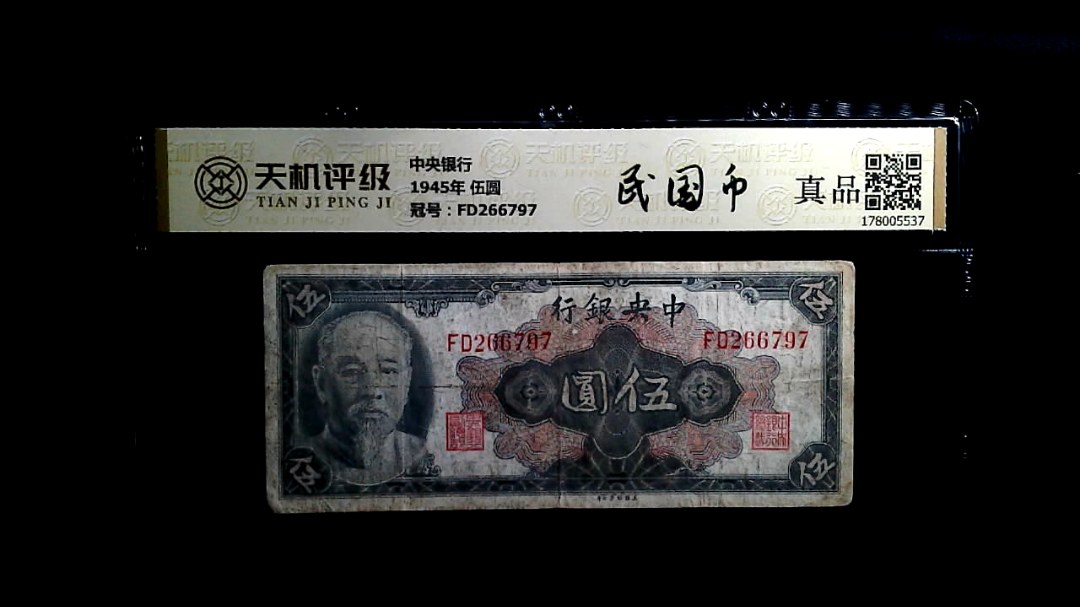 天机评级
TIAN JI PING JI
中央银行
1945年 伍圆
冠号：FD266797
民国币
真品
178005537
伍
伍
行銀央中
FD266797
FD266797
圓伍
伍
伍